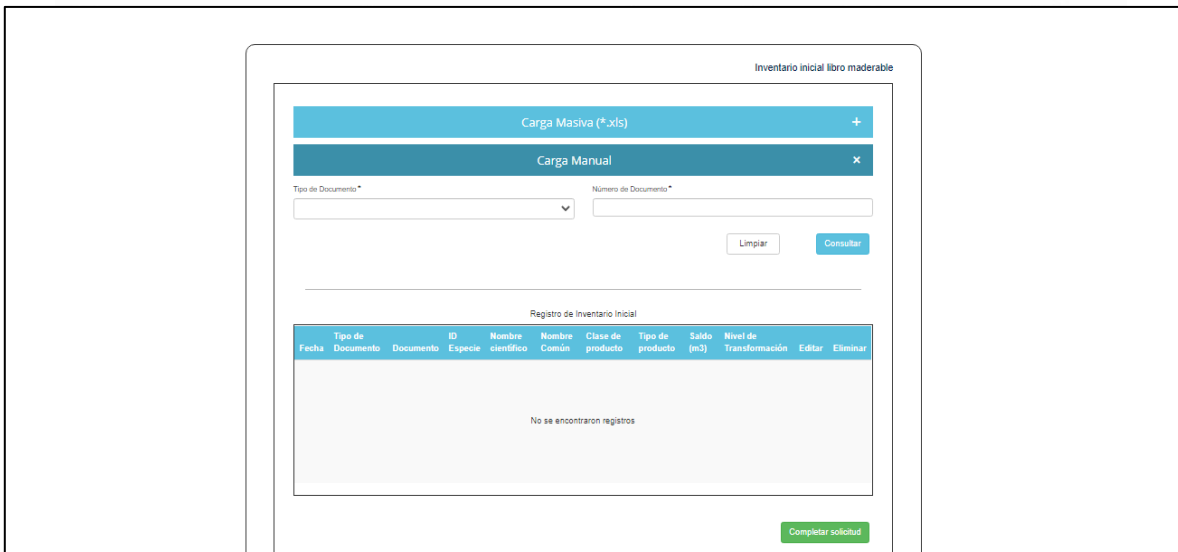 Inventario inicial libro maderable
Carga Masiva (*.xls) +
Carga Manual ×
Tipo de Documento * Número de Documento *
Limpiar Consultar
Registro de Inventario Inicial
Tipo de ID Nombre Nombre Clase de Tipo de Saldo Nivel de
Fecha Documento Documento Especie científico Común producto producto (m3) Transformación Editar Eliminar
No se encontraron registros
Completar solicitud